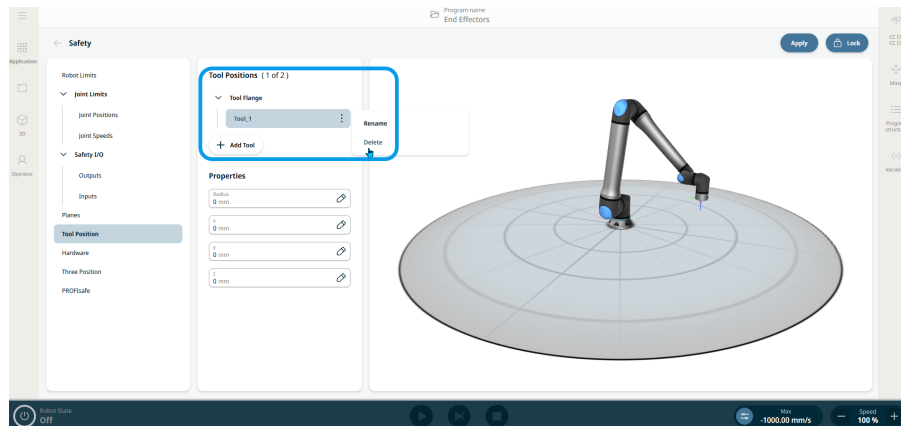 Program name
End Effectors
Safety
Apply
Lock
Application
3D
Operator
Robot Limits
Joint Limits
Joint Positions
Joint Speeds
Safety I/O
Outputs
Inputs
Planes
Tool Position
Hardware
Three Position
PROFIsafe
Tool Positions ( 1 of 2 )
Tool Flange
Tool_1
Rename
Delete
Add Tool
Properties
Radius
0 mm
X
0 mm
Y
0 mm
Z
0 mm
Move
Robot State
Off
Max
-1000.00 mm/s
Speed
100 %